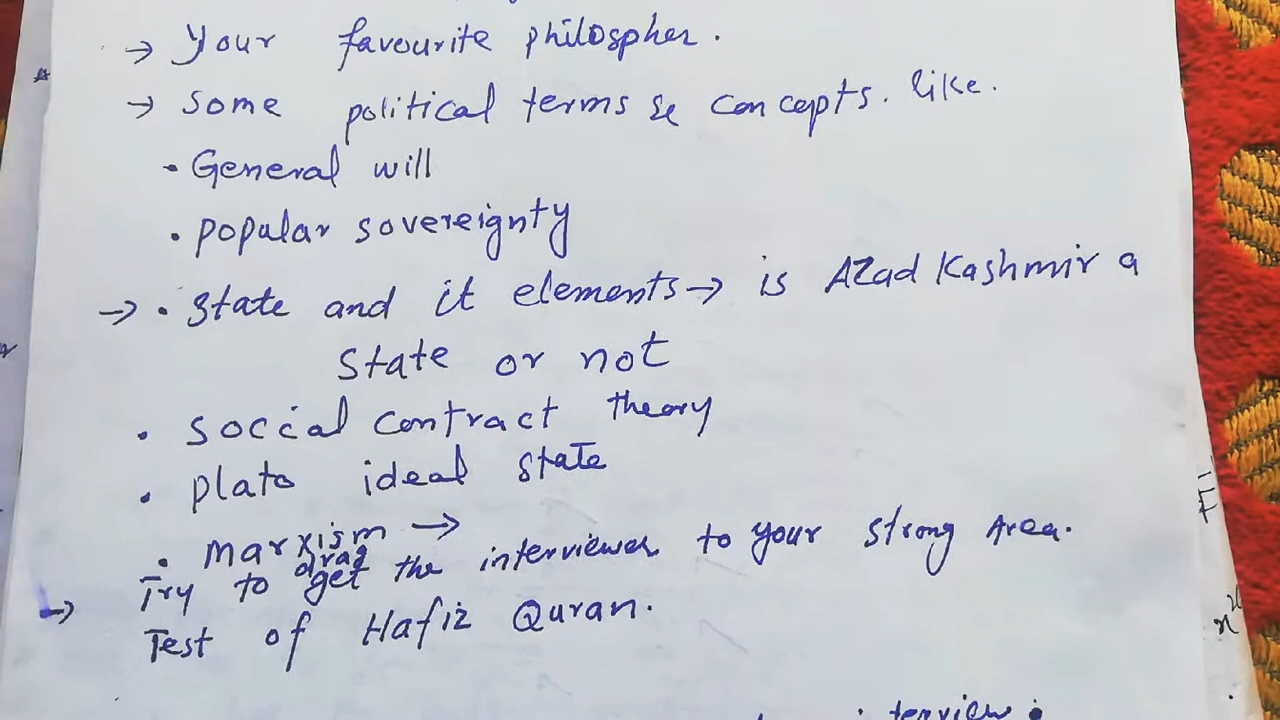 → Your favourite philospher.
→ Some political terms & concepts. like.
• General will
• popular sovereignty
→ • State and it elements → is Azad Kashmir a
State or not
• social contract theory
• plato ideal state
• marxism →
drag
Try to get the interviewer to your strong Area.
→ Test of Hafiz Quran.